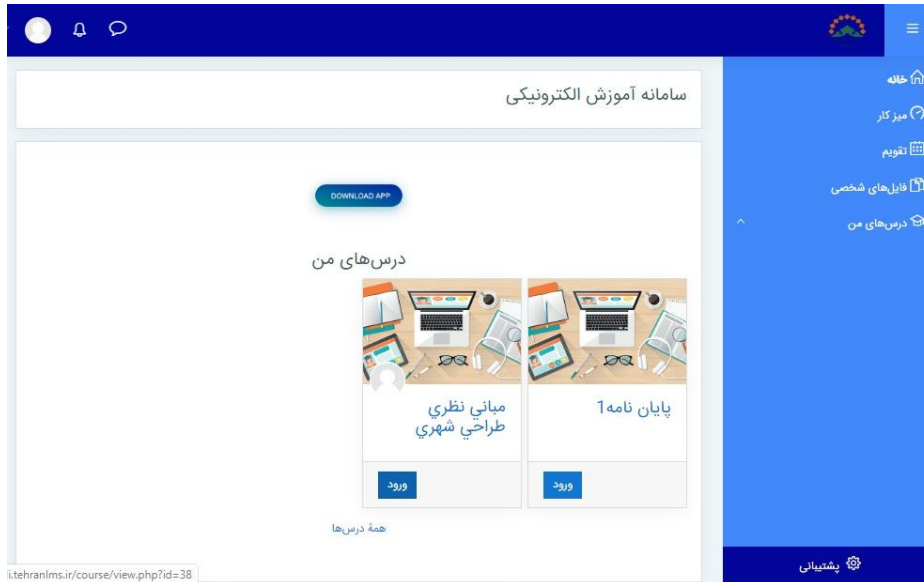 خانه
میز کار
تقویم
فایل‌های شخصی
درس‌های من
پشتیبانی
سامانه آموزش الکترونیکی
DOWNLOAD APP
درس‌های من
پایان نامه1
ورود
مباني نظري
طراحي شهري
ورود
همهٔ درس‌ها
i.tehranlms.ir/course/view.php?id=38